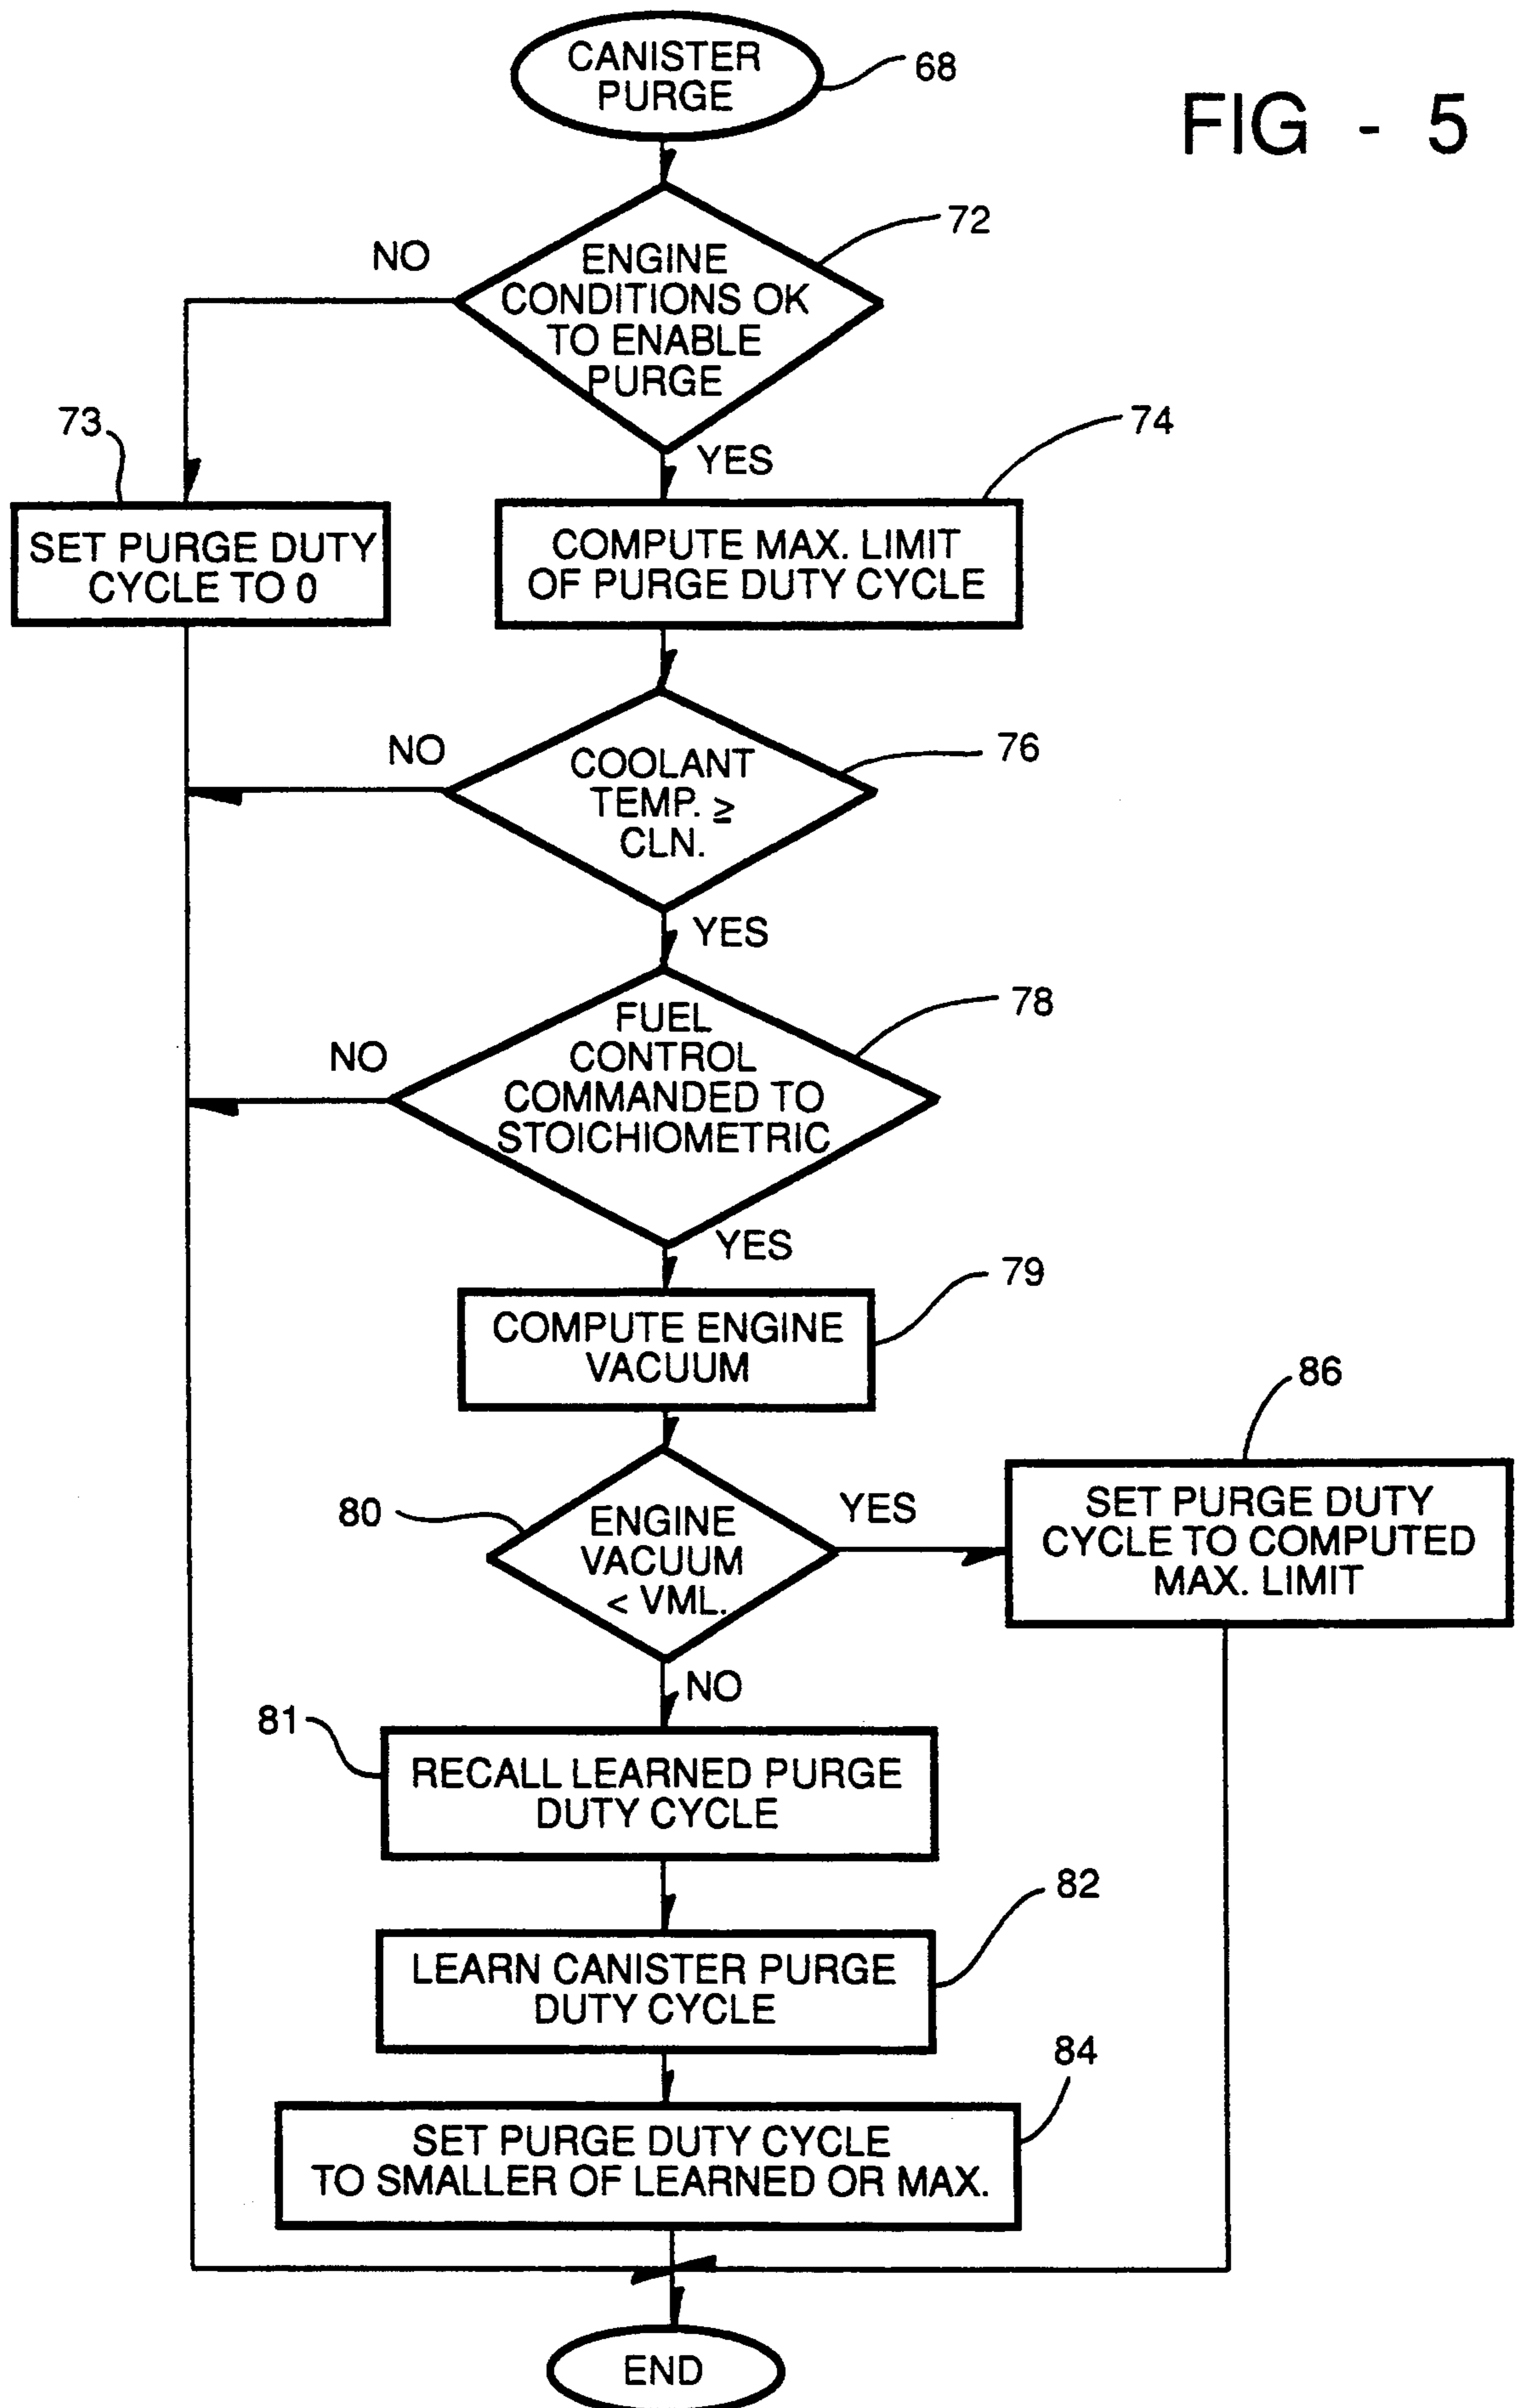 CANISTER
PURGE
68
FIG - 5
72
NO
ENGINE
CONDITIONS OK
TO ENABLE
PURGE
73
YES
74
SET PURGE DUTY
CYCLE TO 0
COMPUTE MAX. LIMIT
OF PURGE DUTY CYCLE
NO
76
COOLANT
TEMP. ≥
CLN.
YES
78
NO
FUEL
CONTROL
COMMANDED TO
STOICHIOMETRIC
YES
79
COMPUTE ENGINE
VACUUM
86
80
ENGINE
VACUUM
< VML.
YES
SET PURGE DUTY
CYCLE TO COMPUTED
MAX. LIMIT
NO
81
RECALL LEARNED PURGE
DUTY CYCLE
82
LEARN CANISTER PURGE
DUTY CYCLE
84
SET PURGE DUTY CYCLE
TO SMALLER OF LEARNED OR MAX.
END